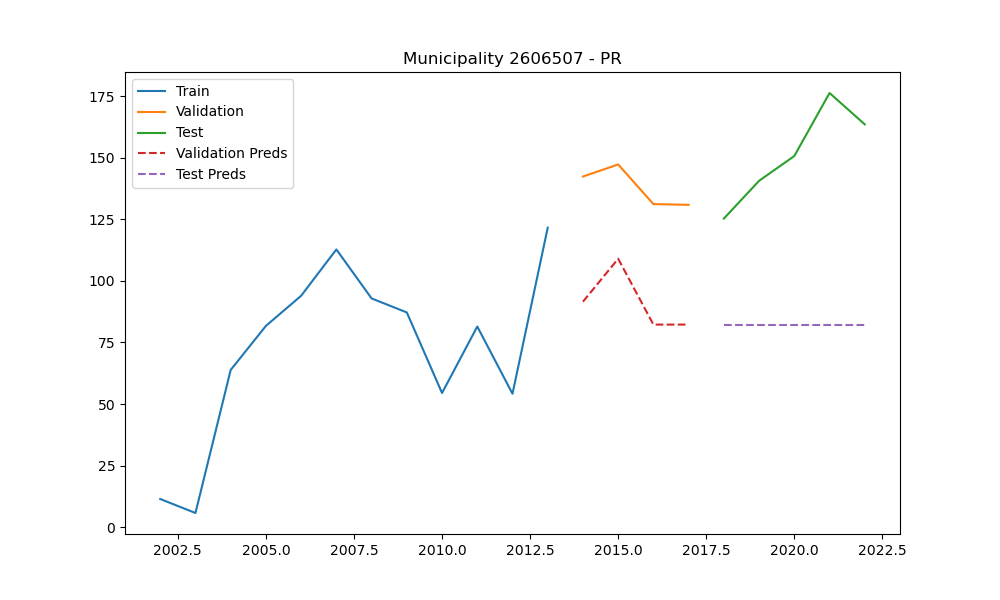 Municipality 2606507 - PR
Train
Validation
Test
Validation Preds
Test Preds
175
150
125
100
75
50
25
0
2002.5 2005.0 2007.5 2010.0 2012.5 2015.0 2017.5 2020.0 2022.5